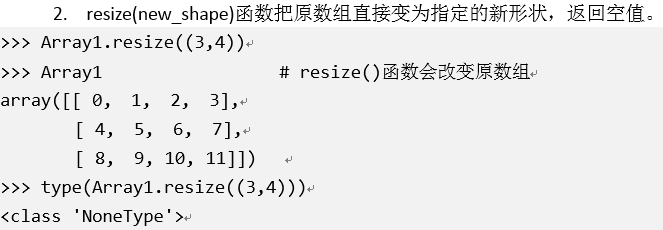 2. resize(new_shape)函数把原数组直接变为指定的新形状，返回空值。
>>> Array1.resize((3,4))↵
>>> Array1                # resize()函数会改变原数组↵
array([[ 0,  1,  2,  3],↵
       [ 4,  5,  6,  7],↵
       [ 8,  9, 10, 11]])   ↵
>>> type(Array1.resize((3,4)))↵
<class 'NoneType'>↵